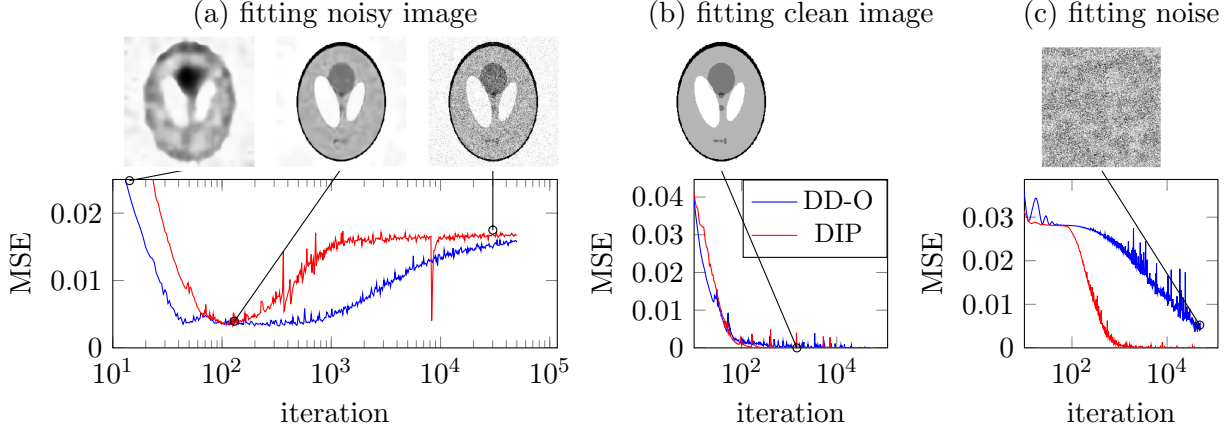 (a) fitting noisy image
(b) fitting clean image
(c) fitting noise
MSE
0.02
0.01
0
10^1
10^2
10^3
10^4
10^5
iteration
MSE
0.04
0.03
0.02
0.01
0
10^2
10^4
iteration
DD-O
DIP
MSE
0.03
0.02
0.01
0
10^2
10^4
iteration